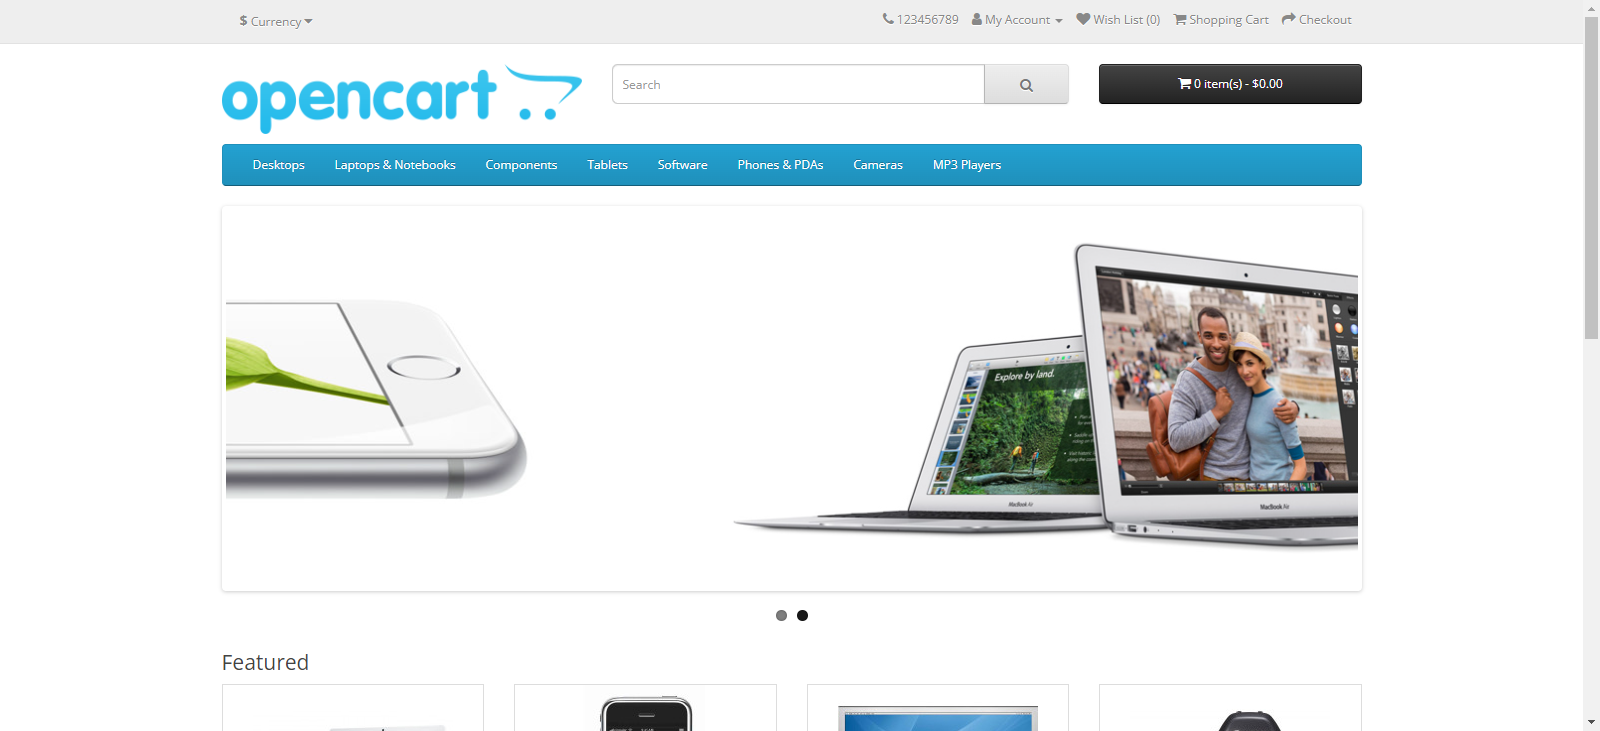 $ Currency
123456789 My Account Wish List (0) Shopping Cart Checkout
opencart
Search
0 item(s) - $0.00
Desktops Laptops & Notebooks Components Tablets Software Phones & PDAs Cameras MP3 Players
Explore by land.
MacBook Air
MacBook Air
Featured